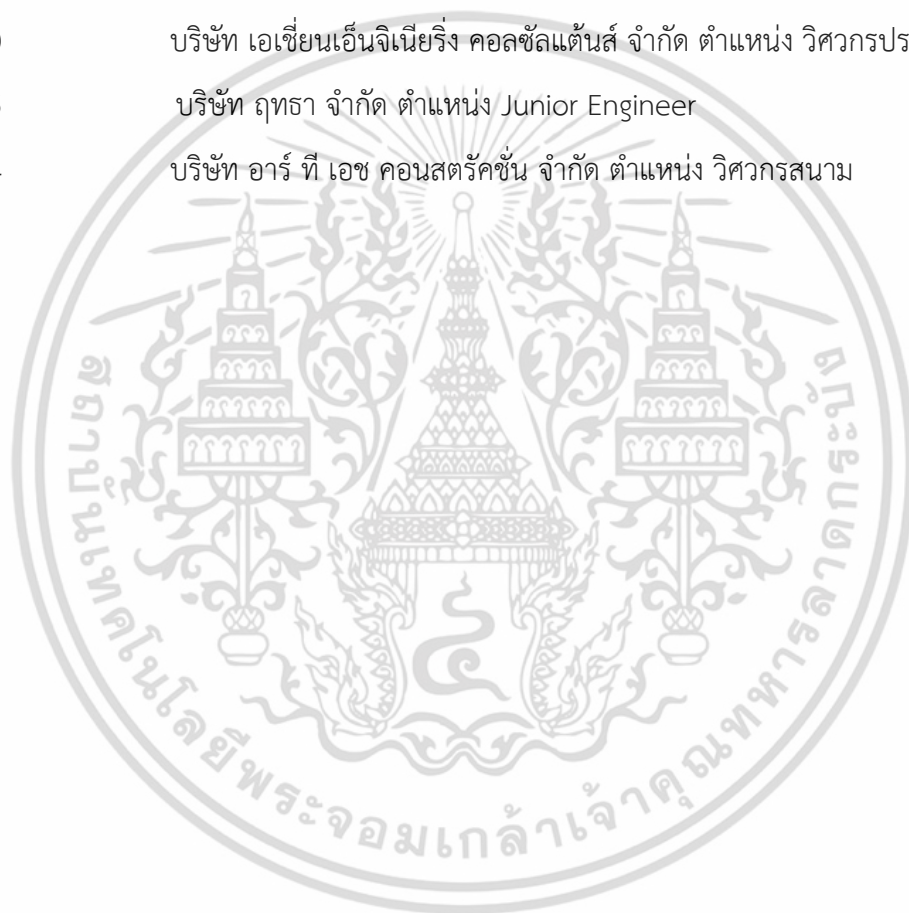 บริษัท เอเชี่ยนเอ็นจิเนียริ่ง คอลซัลแต้นส์ จำกัด ตำแหน่ง วิศวกรปร
บริษัท ฤทธา จำกัด ตำแหน่ง Junior Engineer
บริษัท อาร์ ที เอช คอนสตรัคชั่น จำกัด ตำแหน่ง วิศวกรสนาม
๔
สถาบันเทคโนโลยีพระจอมเกล้าเจ้าคุณทหารลาดกระบัง